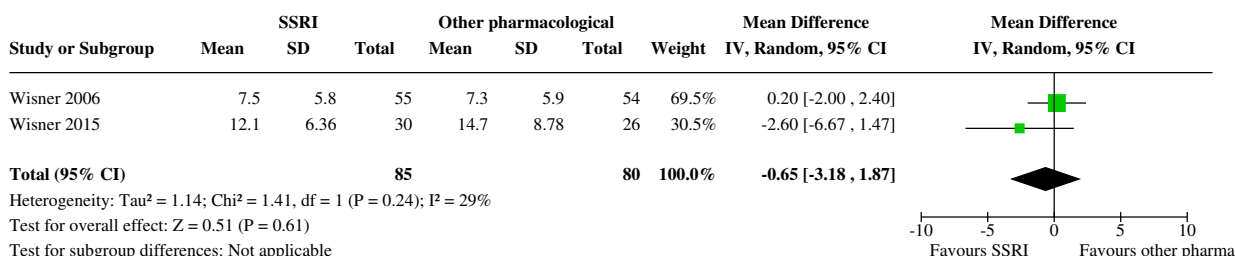 SSRI Other pharmacological Mean Difference Mean Difference
Study or Subgroup Mean SD Total Mean SD Total Weight IV, Random, 95% CI IV, Random, 95% CI
Wisner 2006 7.5 5.8 55 7.3 5.9 54 69.5% 0.20 [-2.00 , 2.40]
Wisner 2015 12.1 6.36 30 14.7 8.78 26 30.5% -2.60 [-6.67 , 1.47]
Total (95% CI) 85 80 100.0% -0.65 [-3.18 , 1.87]
Heterogeneity: Tau² = 1.14; Chi² = 1.41, df = 1 (P = 0.24); I² = 29%
Test for overall effect: Z = 0.51 (P = 0.61)
-10 -5 0 5 10
Test for subgroup differences: Not applicable Favours SSRI Favours other pharma